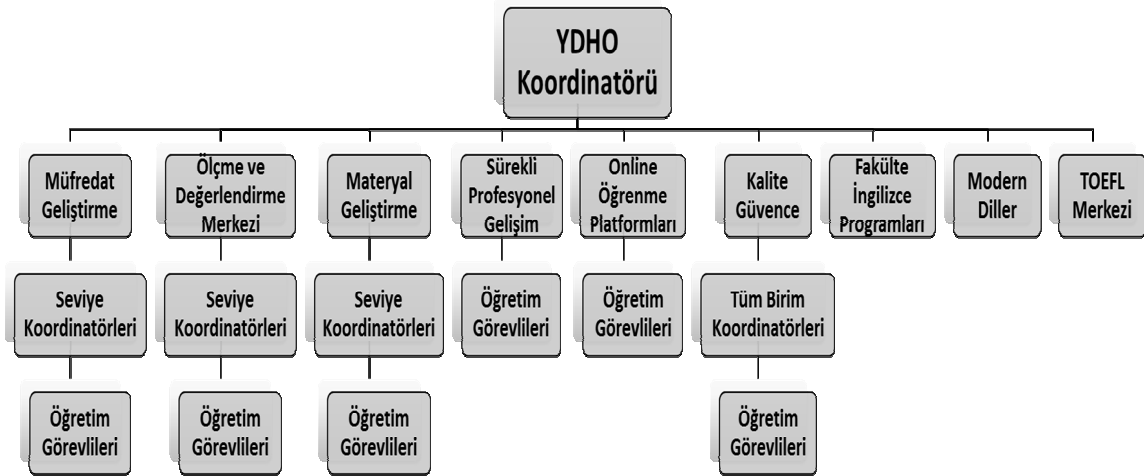 YDHO
Koordinatörü
Müfredat
Geliştirme
Ölçme ve
Değerlendirme
Merkezi
Materyal
Geliştirme
Sürekli
Profesyonel
Gelişim
Online
Öğrenme
Platformları
Kalite
Güvence
Fakülte
İngilizce
Programları
Modern
Diller
TOEFL
Merkezi
Seviye
Koordinatörleri
Seviye
Koordinatörleri
Seviye
Koordinatörleri
Öğretim
Görevlileri
Öğretim
Görevlileri
Tüm Birim
Koordinatörleri
Öğretim
Görevlileri
Öğretim
Görevlileri
Öğretim
Görevlileri
Öğretim
Görevlileri